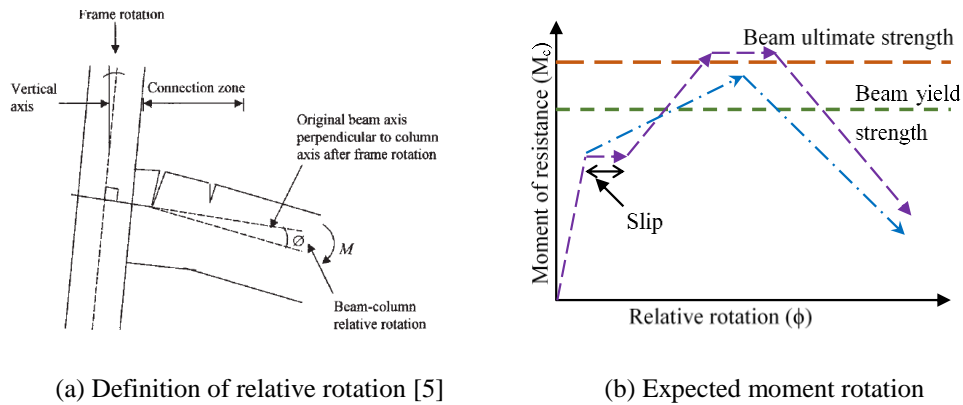 Frame rotation
Vertical
axis
Connection zone
Original beam axis
perpendicular to column
axis after frame rotation
Ø
M
Beam-column
relative rotation
Moment of resistance (Mc)
Beam ultimate strength
Beam yield
strength
Slip
Relative rotation (ϕ)
(a) Definition of relative rotation [5]
(b) Expected moment rotation